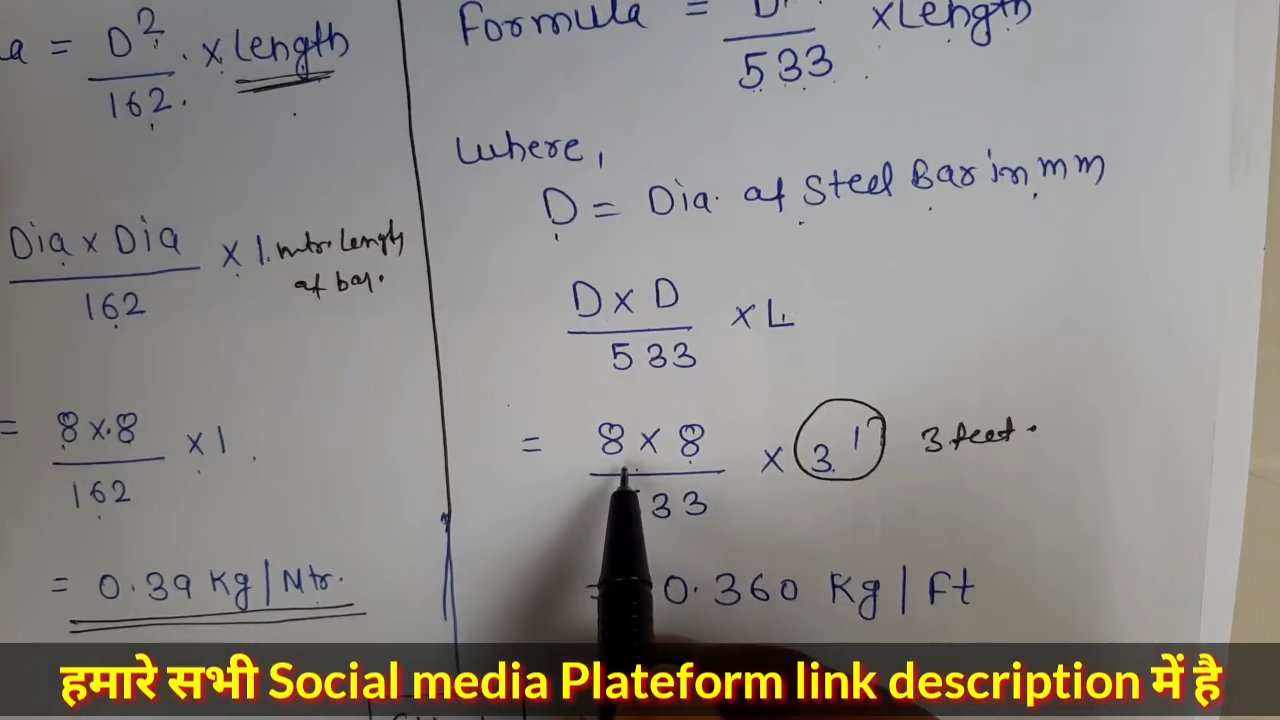 a = D² × Length
162
Dia × Dia × 1 mtr. Length
of bar.
162
= 8 × 8 × 1
162
= 0.39 Kg | Mtr.
Formula = × Length
533
Where,
D = Dia. of Steel Bar in mm
D × D × L
533
= 8 × 8 × 3' 3 feet.
33
0.360 Kg | Ft
हमारे सभी Social media Plateform link description में है